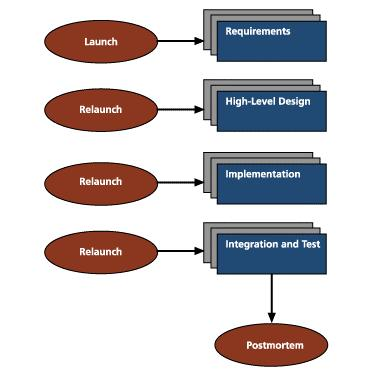 Launch
Requirements
Relaunch
High-Level Design
Relaunch
Implementation
Relaunch
Integration and Test
Postmortem